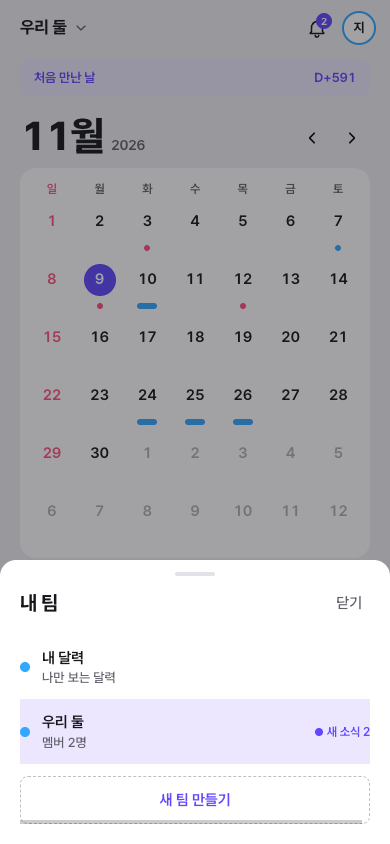 우리 둘
2
지
처음 만난 날 D+591
11월 2026
일 월 화 수 목 금 토
1 2 3 4 5 6 7
8 9 10 11 12 13 14
15 16 17 18 19 20 21
22 23 24 25 26 27 28
29 30 1 2 3 4 5
6 7 8 9 10 11 12
내 팀 닫기
내 달력
나만 보는 달력
우리 둘
멤버 2명
새 소식 2
새 팀 만들기